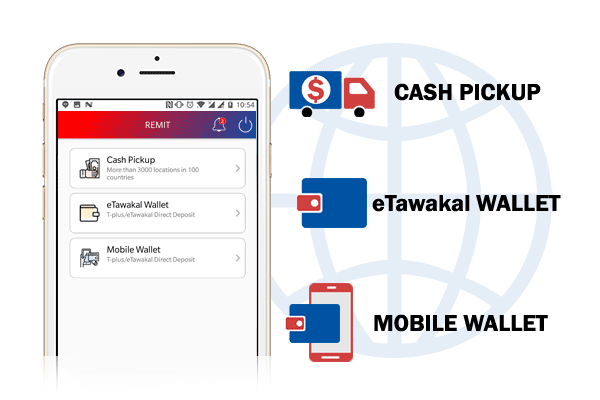 10:54
REMIT
Cash Pickup
More than 3000 locations in 100
countries
eTawakal Wallet
T-plus/eTawakal Direct Deposit
Mobile Wallet
T-plus/eTawakal Direct Deposit
$
CASH PICKUP
eTawakal WALLET
MOBILE WALLET